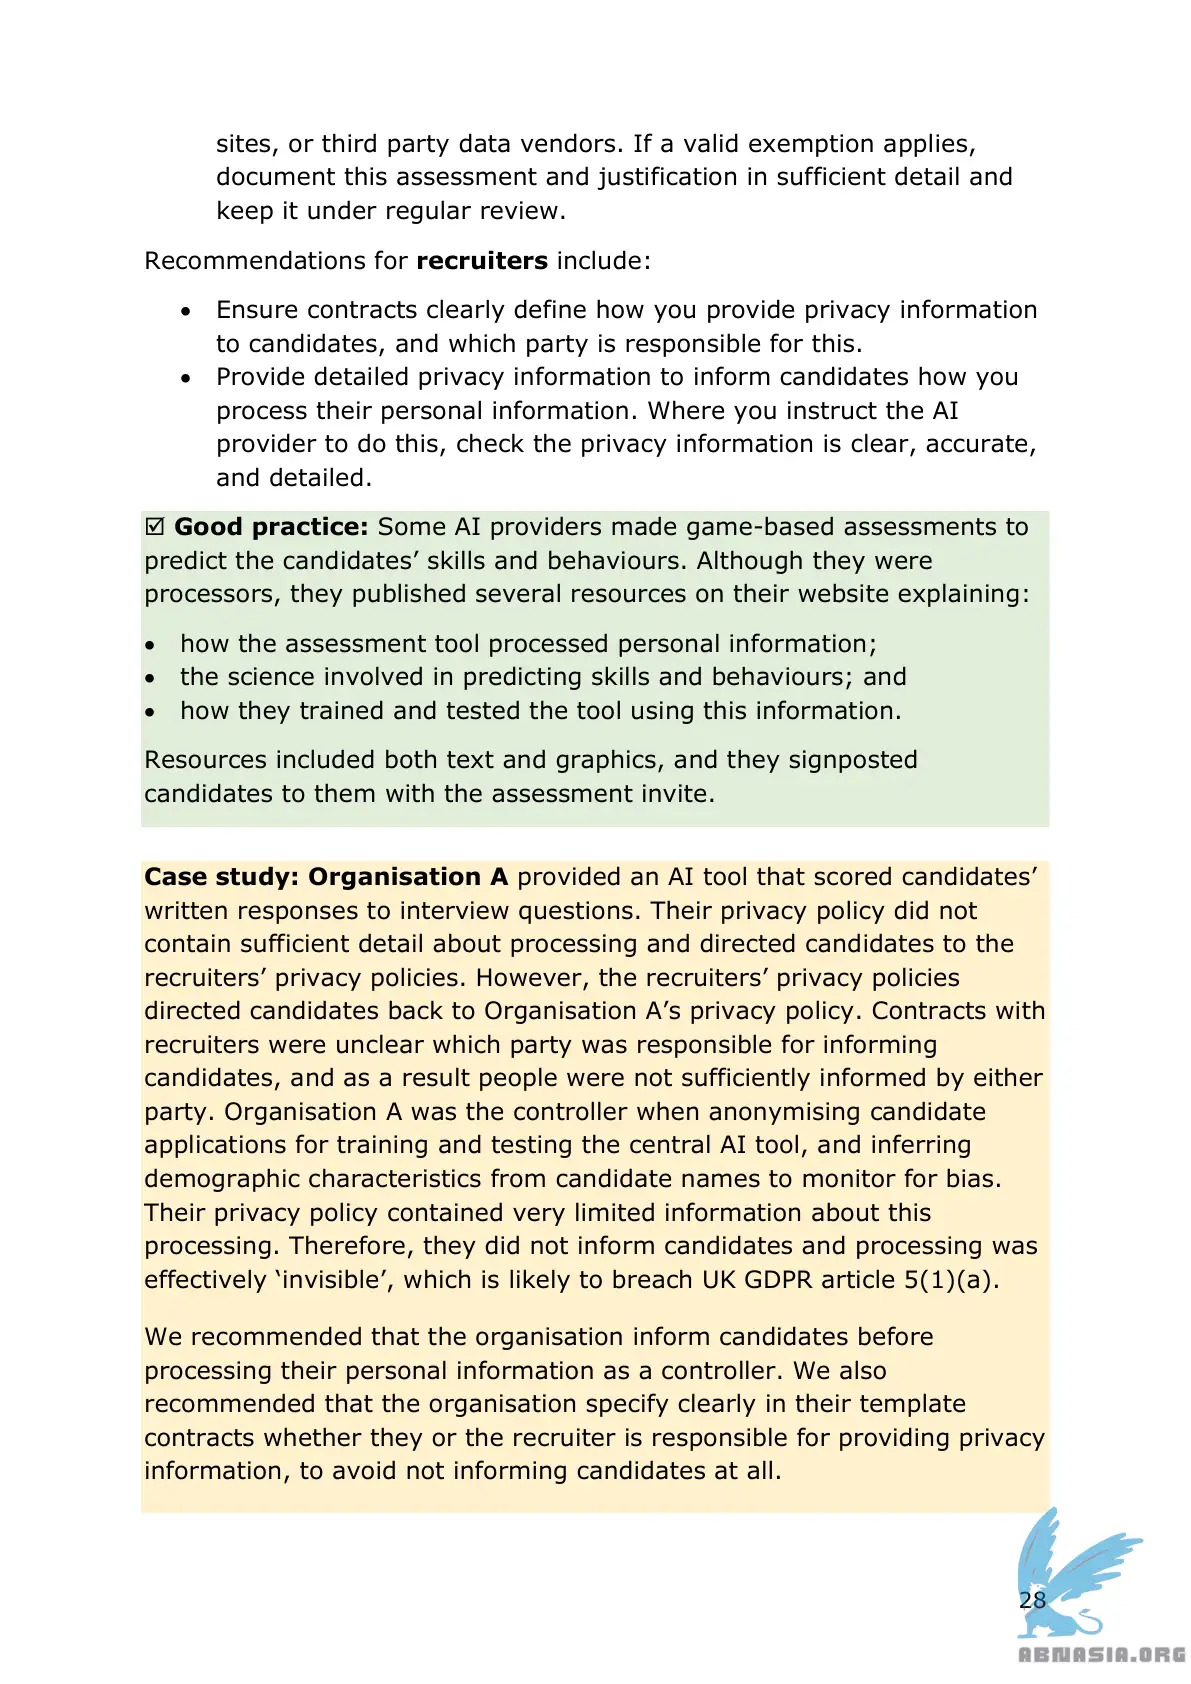 sites, or third party data vendors. If a valid exemption applies,
document this assessment and justification in sufficient detail and
keep it under regular review.
Recommendations for recruiters include:
• Ensure contracts clearly define how you provide privacy information
to candidates, and which party is responsible for this.
• Provide detailed privacy information to inform candidates how you
process their personal information. Where you instruct the AI
provider to do this, check the privacy information is clear, accurate,
and detailed.
☑ Good practice: Some AI providers made game-based assessments to
predict the candidates’ skills and behaviours. Although they were
processors, they published several resources on their website explaining:
• how the assessment tool processed personal information;
• the science involved in predicting skills and behaviours; and
• how they trained and tested the tool using this information.
Resources included both text and graphics, and they signposted
candidates to them with the assessment invite.
Case study: Organisation A provided an AI tool that scored candidates’
written responses to interview questions. Their privacy policy did not
contain sufficient detail about processing and directed candidates to the
recruiters’ privacy policies. However, the recruiters’ privacy policies
directed candidates back to Organisation A’s privacy policy. Contracts with
recruiters were unclear which party was responsible for informing
candidates, and as a result people were not sufficiently informed by either
party. Organisation A was the controller when anonymising candidate
applications for training and testing the central AI tool, and inferring
demographic characteristics from candidate names to monitor for bias.
Their privacy policy contained very limited information about this
processing. Therefore, they did not inform candidates and processing was
effectively ‘invisible’, which is likely to breach UK GDPR article 5(1)(a).
We recommended that the organisation inform candidates before
processing their personal information as a controller. We also
recommended that the organisation specify clearly in their template
contracts whether they or the recruiter is responsible for providing privacy
information, to avoid not informing candidates at all.
28
ABNASIA.ORG